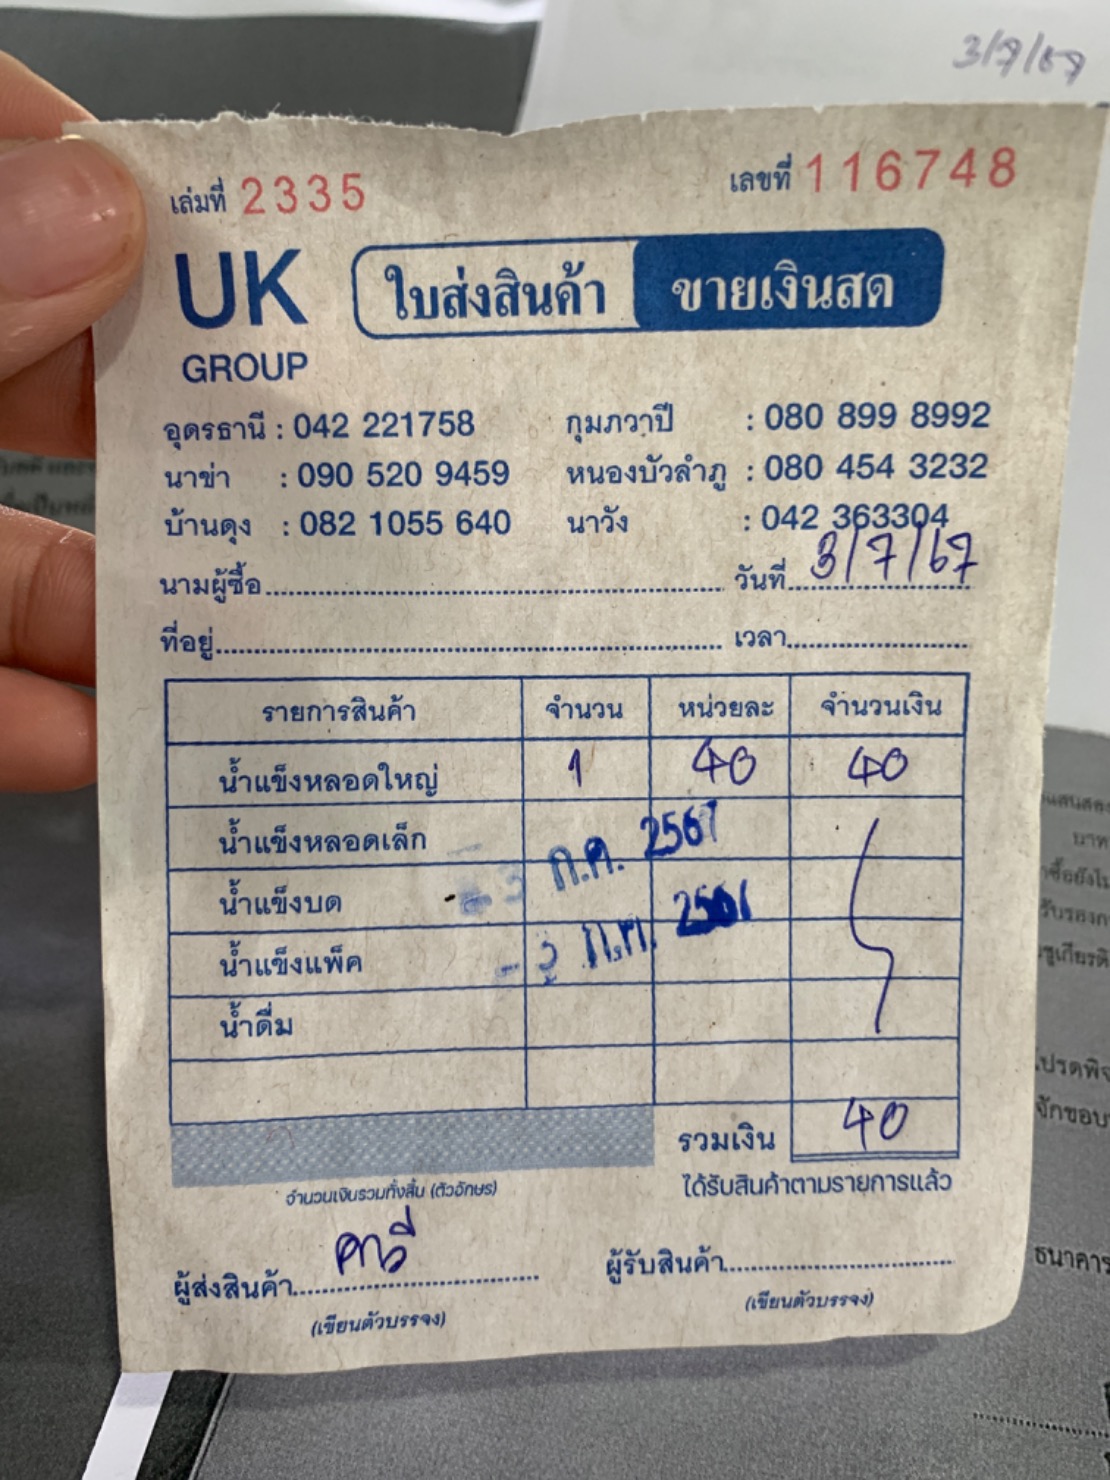 3/7/67
เล่มที่ 2335 เลขที่ 116748
UK GROUP
ใบส่งสินค้า ขายเงินสด
อุดรธานี : 042 221758 กุมภวาปี : 080 899 8992
นาข่า : 090 520 9459 หนองบัวลำภู : 080 454 3232
บ้านดุง : 082 1055 640 นาวัง : 042 363304
นามผู้ซื้อ วันที่ 3/7/67
ที่อยู่ เวลา
รายการสินค้า จำนวน หน่วยละ จำนวนเงิน
น้ำแข็งหลอดใหญ่ 1 40 40
น้ำแข็งหลอดเล็ก
- 3 ก.ค. 2567
น้ำแข็งบด
- 3 ก.ค.
น้ำแข็งแพ็ค
น้ำดื่ม
รวมเงิน 40
จำนวนเงินรวมทั้งสิ้น (ตัวอักษร) ได้รับสินค้าตามรายการแล้ว
ผู้ส่งสินค้า ผู้รับสินค้า
(เขียนตัวบรรจง) (เขียนตัวบรรจง)
ธนาคาร